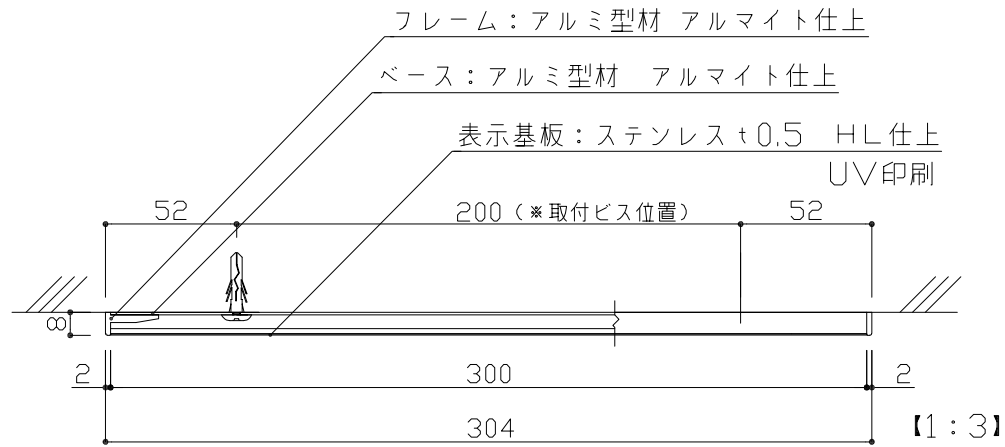 フレーム：アルミ型材 アルマイト仕上
ベース：アルミ型材　アルマイト仕上
表示基板：ステンレスｔ0.5　HL仕上
UV印刷
52
200（※取付ビス位置）
52
8
2
300
2
304
【1：3】